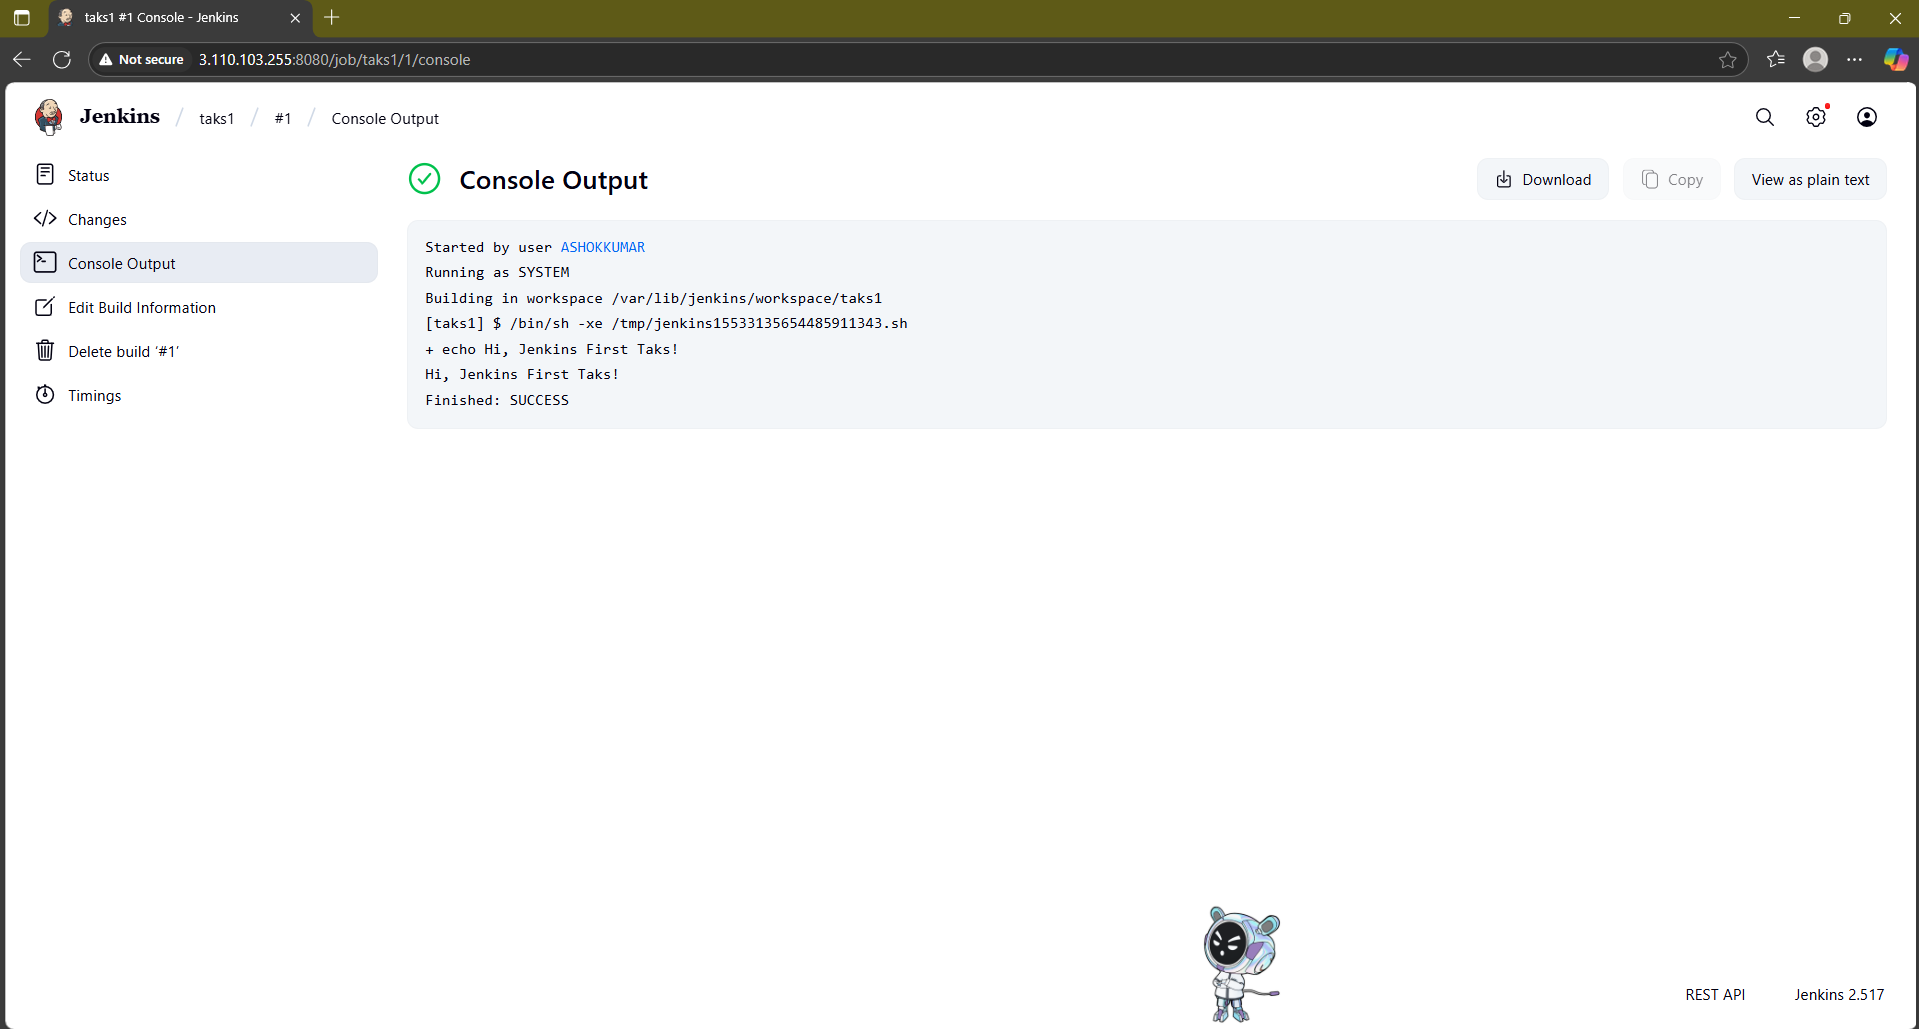 taks1 #1 Console - Jenkins
Not secure 3.110.103.255:8080/job/taks1/1/console
Jenkins / taks1 / #1 / Console Output
Status
Changes
Console Output
Edit Build Information
Delete build ‘#1’
Timings
Console Output
Download
Copy
View as plain text
Started by user ASHOKKUMAR
Running as SYSTEM
Building in workspace /var/lib/jenkins/workspace/taks1
[taks1] $ /bin/sh -xe /tmp/jenkins15533135654485911343.sh
+ echo Hi, Jenkins First Taks!
Hi, Jenkins First Taks!
Finished: SUCCESS
REST API
Jenkins 2.517